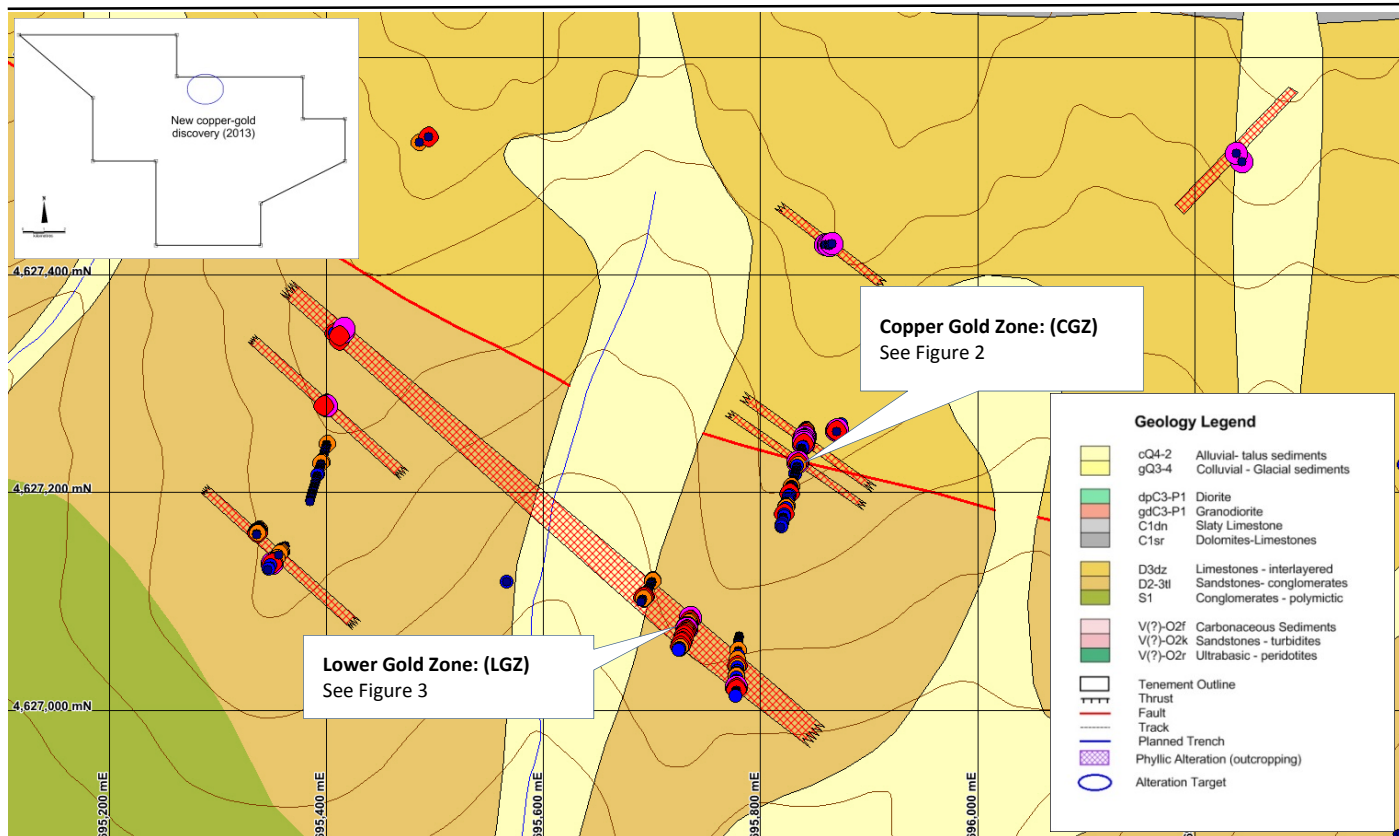 New copper-gold
discovery (2013)
N
4,627,400 mN
Copper Gold Zone: (CGZ)
See Figure 2
4,627,200 mN
Lower Gold Zone: (LGZ)
See Figure 3
4,627,000 mN
695,200 mE
695,400 mE
695,600 mE
695,800 mE
696,000 mE
Geology Legend
cQ4-2 Alluvial- talus sediments
gQ3-4 Colluvial - Glacial sediments
dpC3-P1 Diorite
gdC3-P1 Granodiorite
C1dn Slaty Limestone
C1sr Dolomites-Limestones
D3dz Limestones - interlayered
D2-3tl Sandstones- conglomerates
S1 Conglomerates - polymictic
V(?)-O2f Carbonaceous Sediments
V(?)-O2k Sandstones - turbidites
V(?)-O2r Ultrabasic - peridotites
Tenement Outline
Thrust
Fault
Track
Planned Trench
Phyllic Alteration (outcropping)
Alteration Target